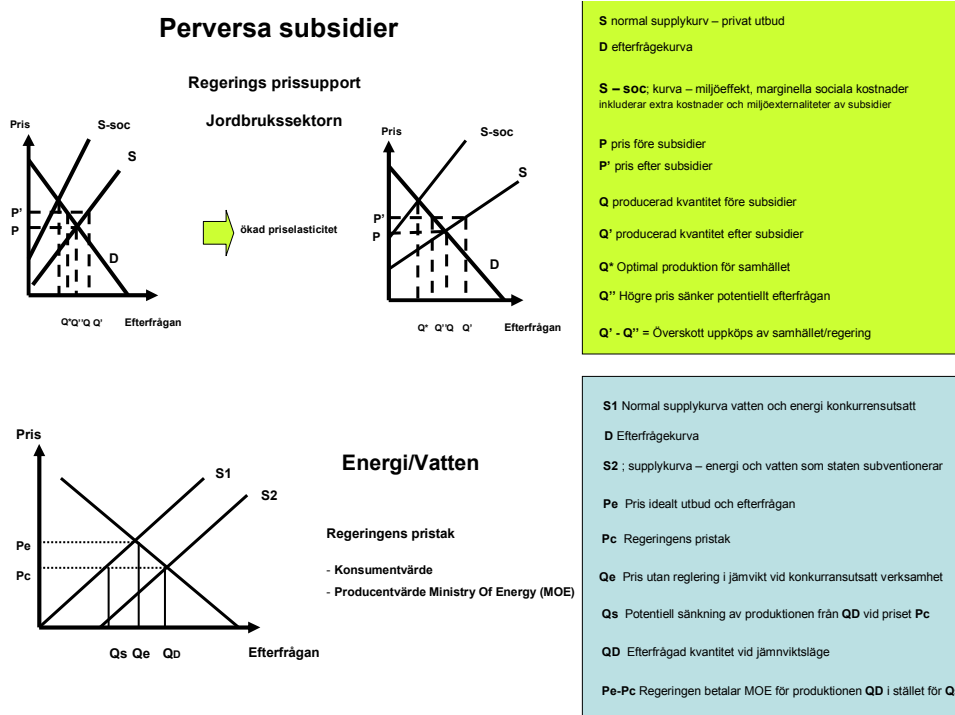 Perversa subsidier
Regerings prissupport
Jordbrukssektorn
Pris
S-soc
S
P'
P
D
Q*Q''Q Q'
Efterfrågan
ökad priselasticitet
Pris
S-soc
S
P'
P
D
Q* Q''Q Q'
Efterfrågan
S normal supplykurv – privat utbud
D efterfrågekurva
S – soc; kurva – miljöeffekt, marginella sociala kostnader
inkluderar extra kostnader och miljöexternaliteter av subsidier
P pris före subsidier
P' pris efter subsidier
Q producerad kvantitet före subsidier
Q' producerad kvantitet efter subsidier
Q* Optimal produktion för samhället
Q'' Högre pris sänker potentiellt efterfrågan
Q' - Q'' = Överskott uppköps av samhället/regering
Pris
S1
S2
Pe
Pc
Qs Qe QD
Efterfrågan
Energi/Vatten
Regeringens pristak
- Konsumentvärde
- Producentvärde Ministry Of Energy (MOE)
S1 Normal supplykurva vatten och energi konkurrensutsatt
D Efterfrågekurva
S2 ; supplykurva – energi och vatten som staten subventionerar
Pe Pris idealt utbud och efterfrågan
Pc Regeringens pristak
Qe Pris utan reglering i jämvikt vid konkurransutsatt verksamhet
Qs Potentiell sänkning av produktionen från QD vid priset Pc
QD Efterfrågad kvantitet vid jämnviktsläge
Pe-Pc Regeringen betalar MOE för produktionen QD i stället för